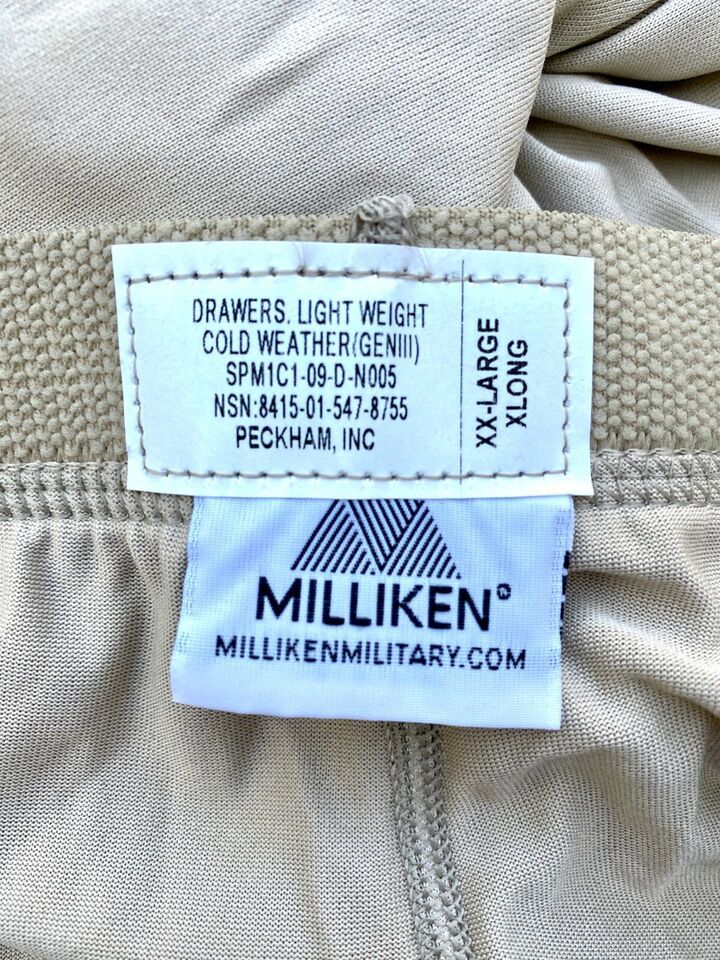 DRAWERS. LIGHT WEIGHT
COLD WEATHER(GENIII)
SPM1C1-09-D-N005
NSN:8415-01-547-8755
PECKHAM, INC
XX-LARGE
XLONG
MILLIKEN™
MILLIKENMILITARY.COM